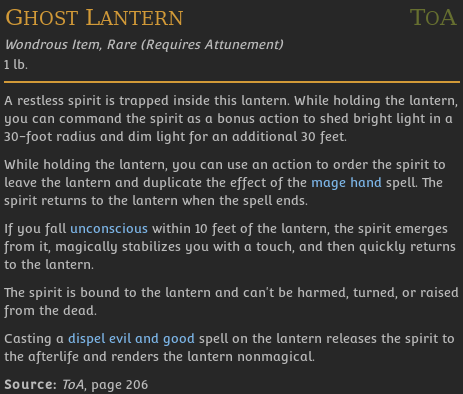 Ghost Lantern ToA
Wondrous Item, Rare (Requires Attunement)
1 lb.
A restless spirit is trapped inside this lantern. While holding the lantern,
you can command the spirit as a bonus action to shed bright light in a
30-foot radius and dim light for an additional 30 feet.
While holding the lantern, you can use an action to order the spirit to
leave the lantern and duplicate the effect of the mage hand spell. The
spirit returns to the lantern when the spell ends.
If you fall unconscious within 10 feet of the lantern, the spirit emerges
from it, magically stabilizes you with a touch, and then quickly returns
to the lantern.
The spirit is bound to the lantern and can't be harmed, turned, or raised
from the dead.
Casting a dispel evil and good spell on the lantern releases the spirit to
the afterlife and renders the lantern nonmagical.
Source: ToA, page 206